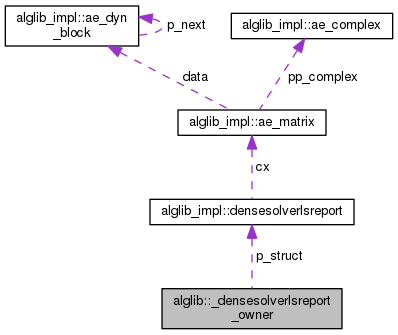 alglib_impl::ae_dyn
_block
p_next
alglib_impl::ae_complex
data
pp_complex
alglib_impl::ae_matrix
cx
alglib_impl::densesolverlsreport
p_struct
alglib::_densesolverlsreport
_owner